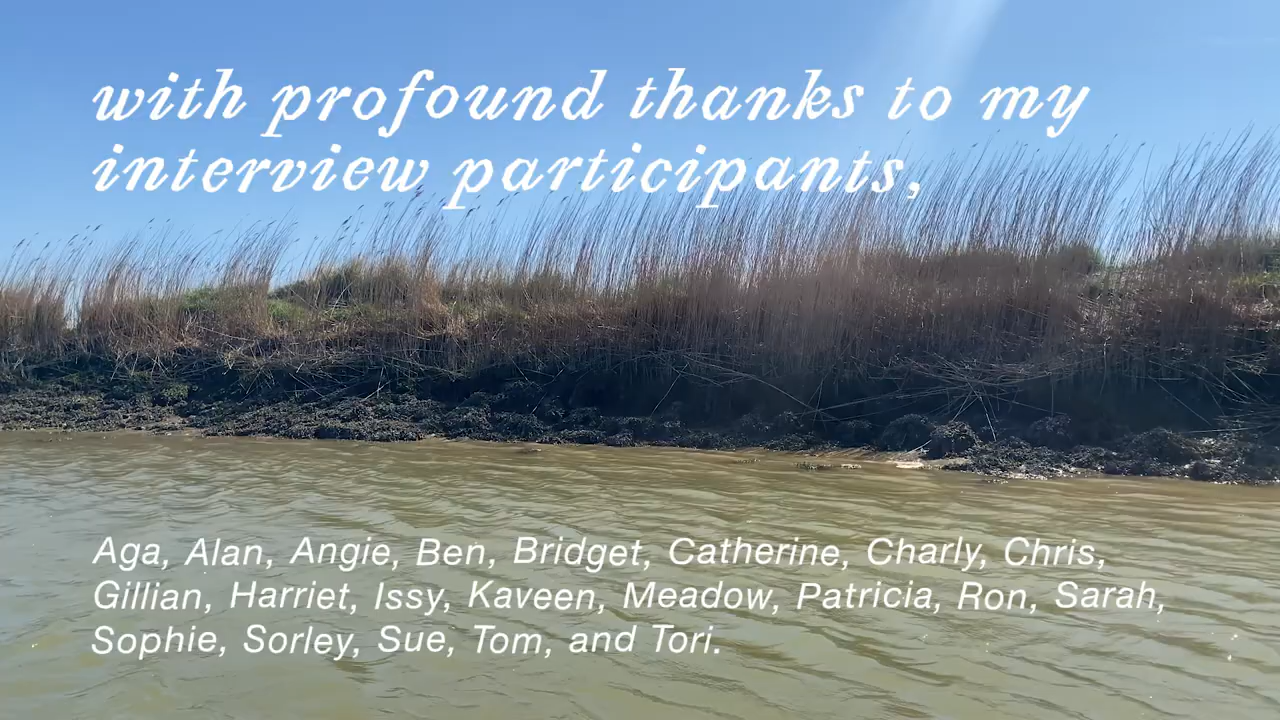 with profound thanks to my
interview participants,
Aga, Alan, Angie, Ben, Bridget, Catherine, Charly, Chris,
Gillian, Harriet, Issy, Kaveen, Meadow, Patricia, Ron, Sarah,
Sophie, Sorley, Sue, Tom, and Tori.